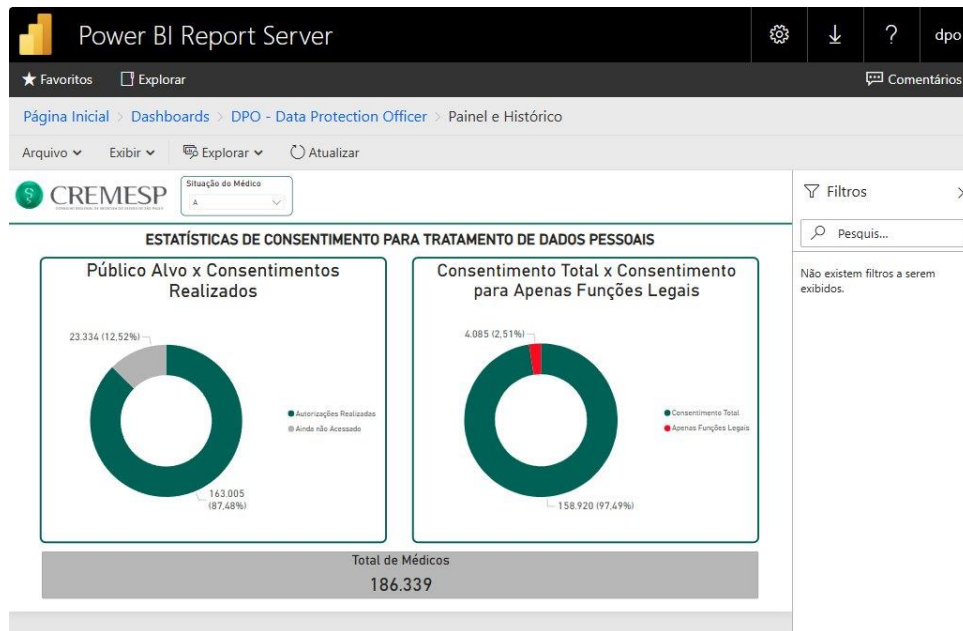 Power BI Report Server
?
dpo
Favoritos
Explorar
Comentários
Página Inicial > Dashboards > DPO - Data Protection Officer > Painel e Histórico
Arquivo
Exibir
Explorar
Atualizar
CREMESP
Situação do Médico
A
Filtros
Pesquis...
Não existem filtros a serem
exibidos.
ESTATÍSTICAS DE CONSENTIMENTO PARA TRATAMENTO DE DADOS PESSOAIS
Público Alvo x Consentimentos
Realizados
23.334 (12,52%)
Autorizações Realizadas
Ainda não Acessado
163.005
(87,48%)
Consentimento Total x Consentimento
para Apenas Funções Legais
4.085 (2,51%)
Consentimento Total
Apenas Funções Legais
158.920 (97,49%)
Total de Médicos
186.339